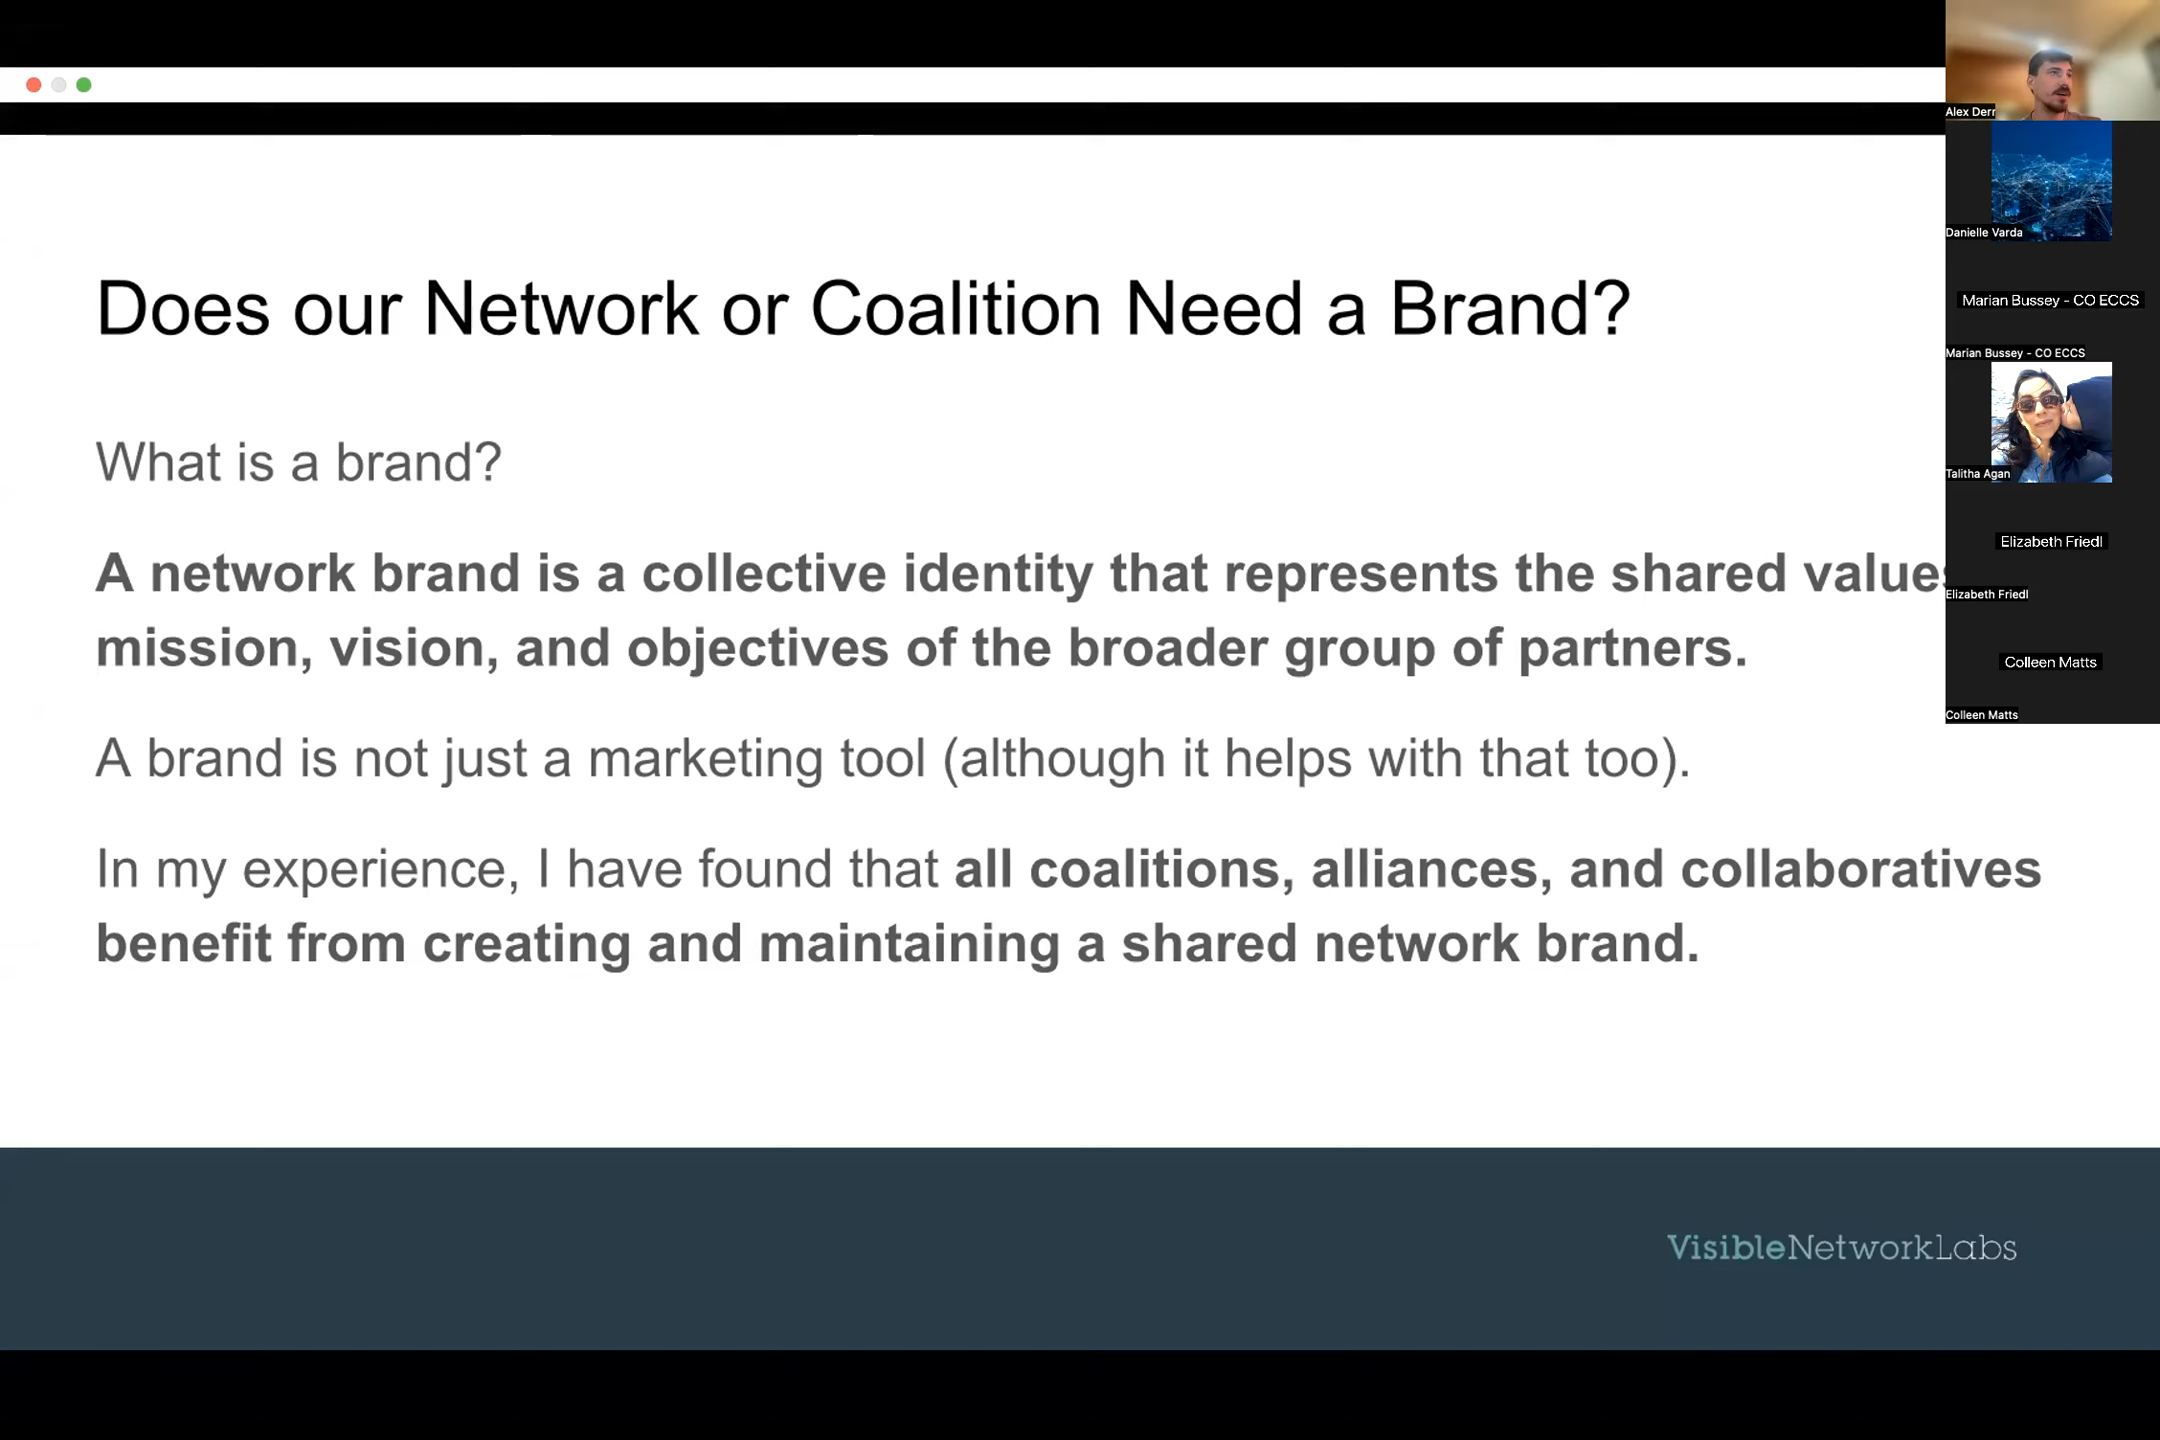 Does our Network or Coalition Need a Brand?
What is a brand?
A network brand is a collective identity that represents the shared values
mission, vision, and objectives of the broader group of partners.
A brand is not just a marketing tool (although it helps with that too).
In my experience, I have found that all coalitions, alliances, and collaboratives
benefit from creating and maintaining a shared network brand.
VisibleNetworkLabs
Alex Derr
Danielle Varda
Marian Bussey - CO ECCS
Marian Bussey - CO ECCS
Talitha Agan
Elizabeth Friedl
Elizabeth Friedl
Colleen Matts
Colleen Matts